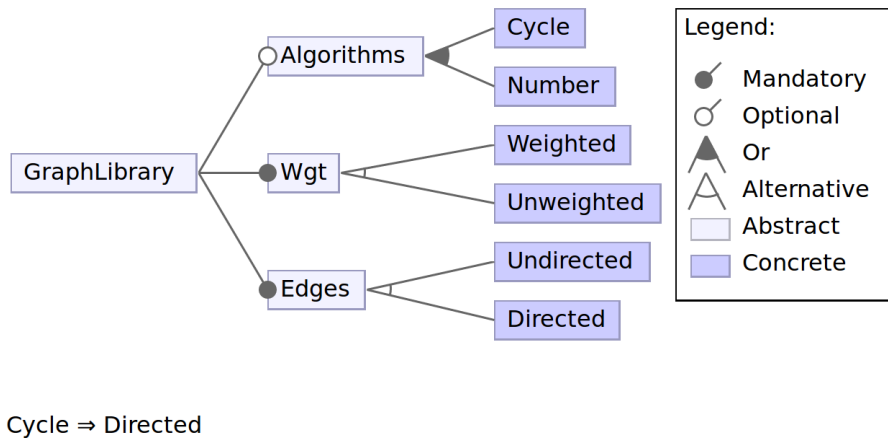 GraphLibrary
Algorithms
Wgt
Edges
Cycle
Number
Weighted
Unweighted
Undirected
Directed
Legend:
Mandatory
Optional
Or
Alternative
Abstract
Concrete
Cycle ⇒ Directed